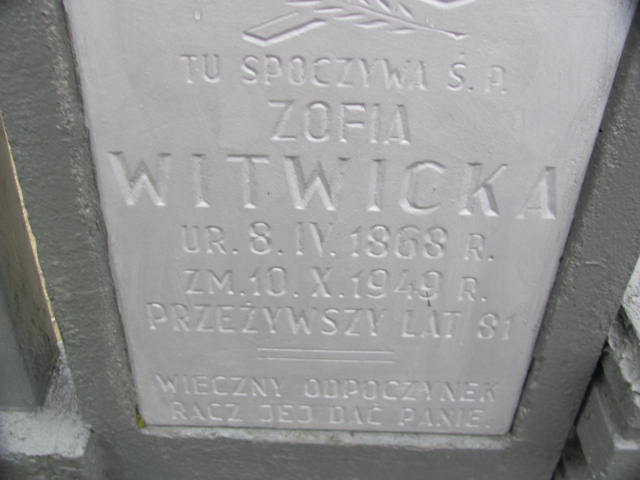 TU SPOCZYWA Ś. P.
ZOFIA
WITWICKA
UR. 8. IV. 1868 R.
ZM. 10. X. 1949 R.
PRZEŻYWSZY LAT 81
WIECZNY ODPOCZYNEK
RACZ JEJ DAĆ PANIE.